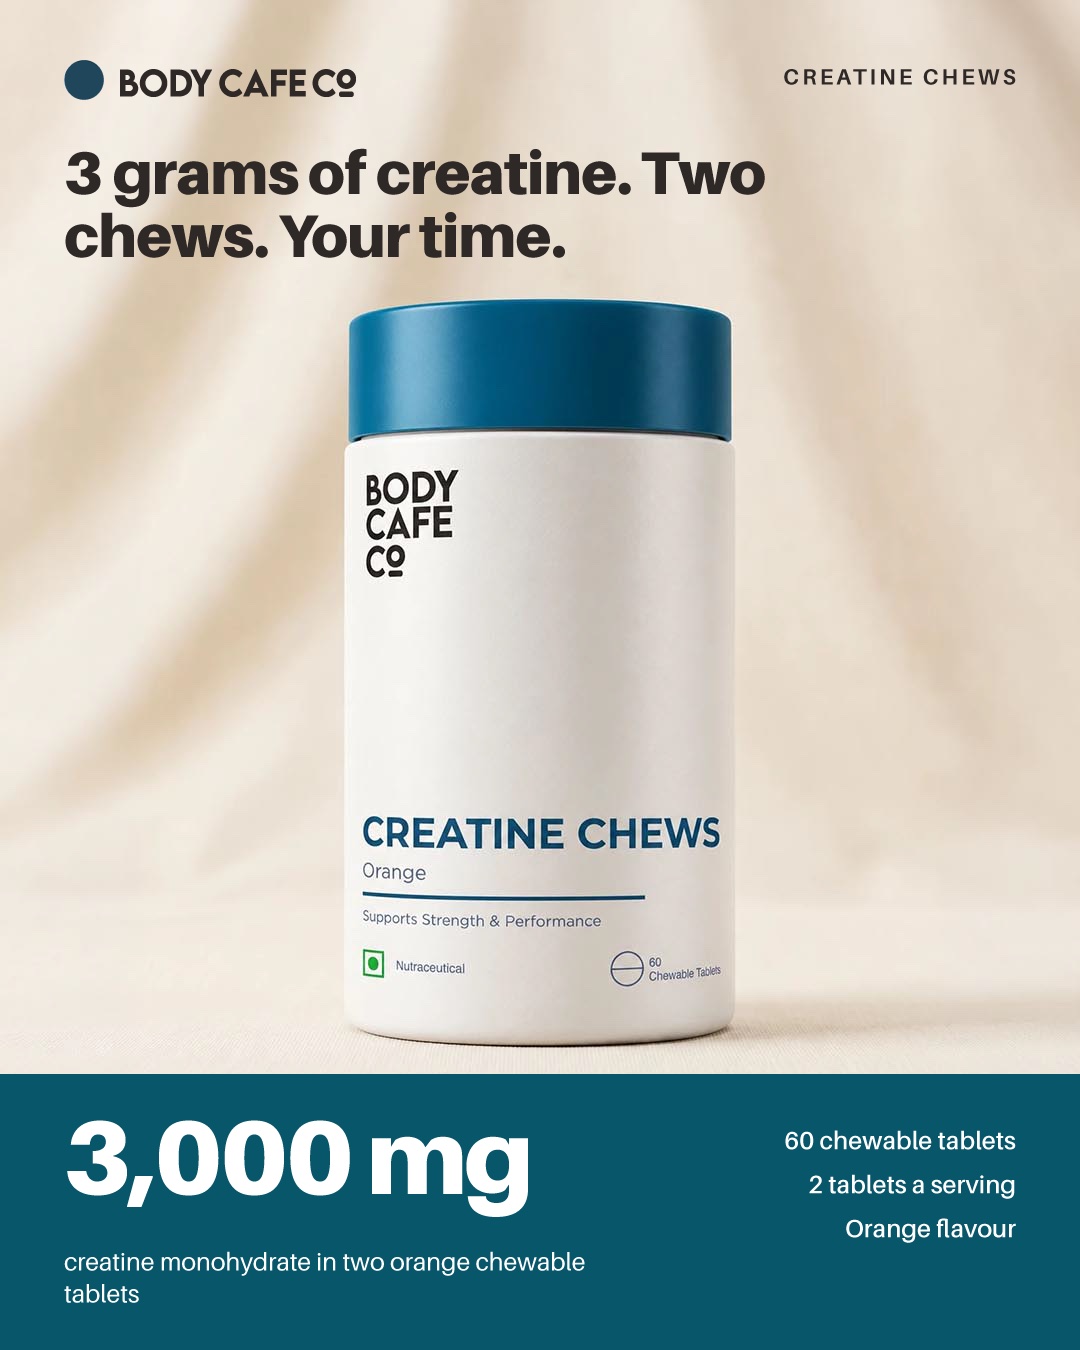 BODY CAFE Co
CREATINE CHEWS
3 grams of creatine. Two
chews. Your time.
BODY
CAFE
Co
CREATINE CHEWS
Orange
Supports Strength & Performance
Nutraceutical
60
Chewable Tablets
3,000 mg
creatine monohydrate in two orange chewable
tablets
60 chewable tablets
2 tablets a serving
Orange flavour